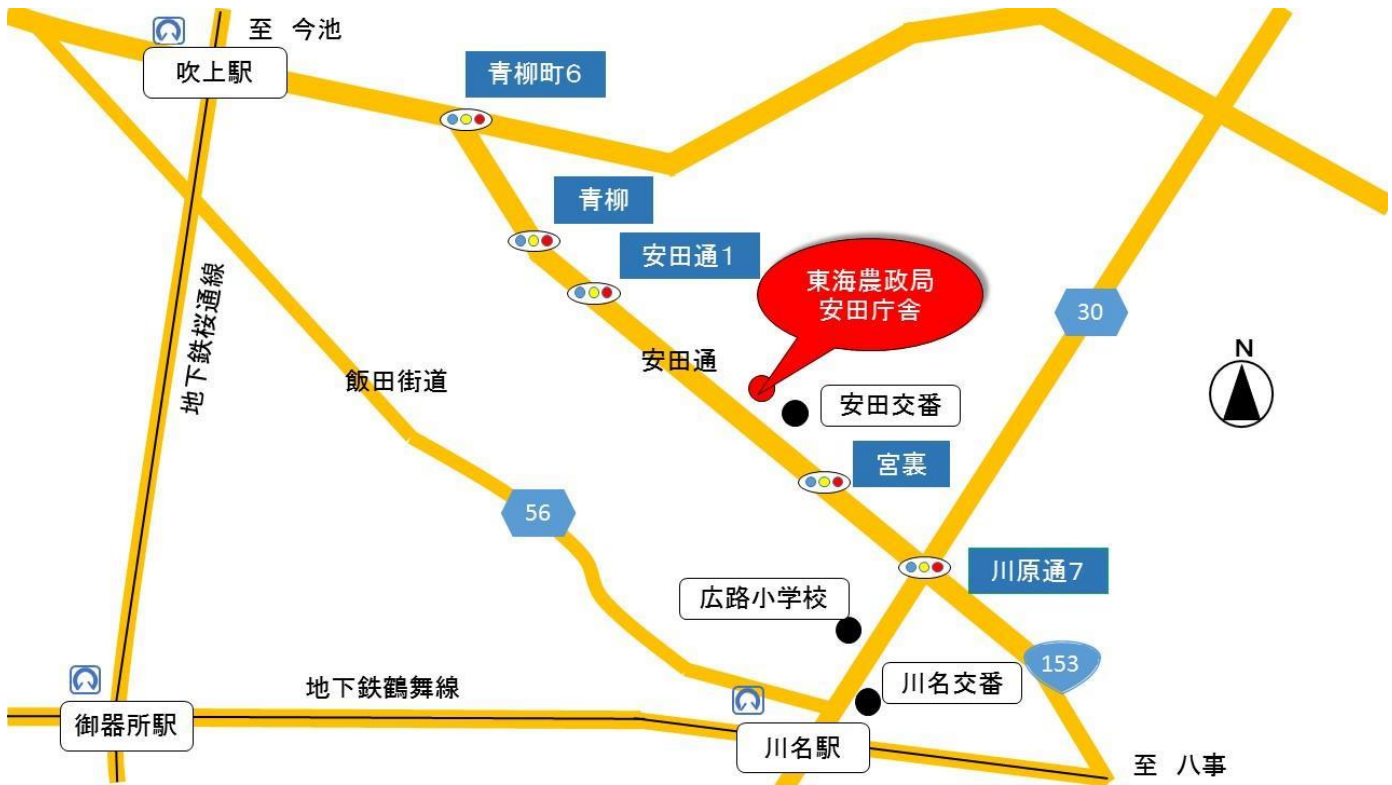 至 今池
吹上駅
青柳町6
青柳
安田通1
東海農政局
安田庁舎
30
N
地下鉄桜通線
飯田街道
安田通
安田交番
宮裏
56
川原通7
広路小学校
153
川名交番
地下鉄鶴舞線
御器所駅
川名駅
至 八事